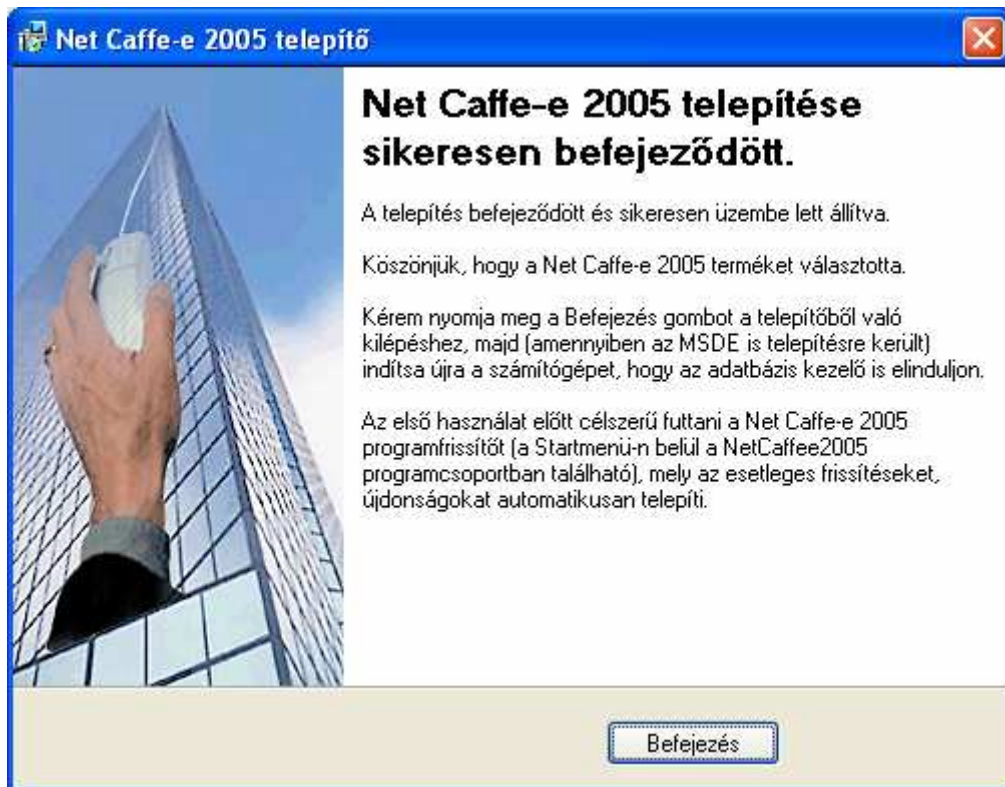 Net Caffe-e 2005 telepítő
Net Caffe-e 2005 telepítése
sikeresen befejeződött.
A telepítés befejeződött és sikeresen üzembe lett állítva.
Köszönjük, hogy a Net Caffe-e 2005 terméket választotta.
Kérem nyomja meg a Befejezés gombot a telepítőből való
kilépéshez, majd (amennyiben az MSDE is telepítésre került)
indítsa újra a számítógépet, hogy az adatbázis kezelő is elinduljon.
Az első használat előtt célszerű futtani a Net Caffe-e 2005
programfrissítőt (a Startmenü-n belül a NetCaffee2005
programcsoportban található), mely az esetleges frissítéseket,
újdonságokat automatikusan telepíti.
Befejezés